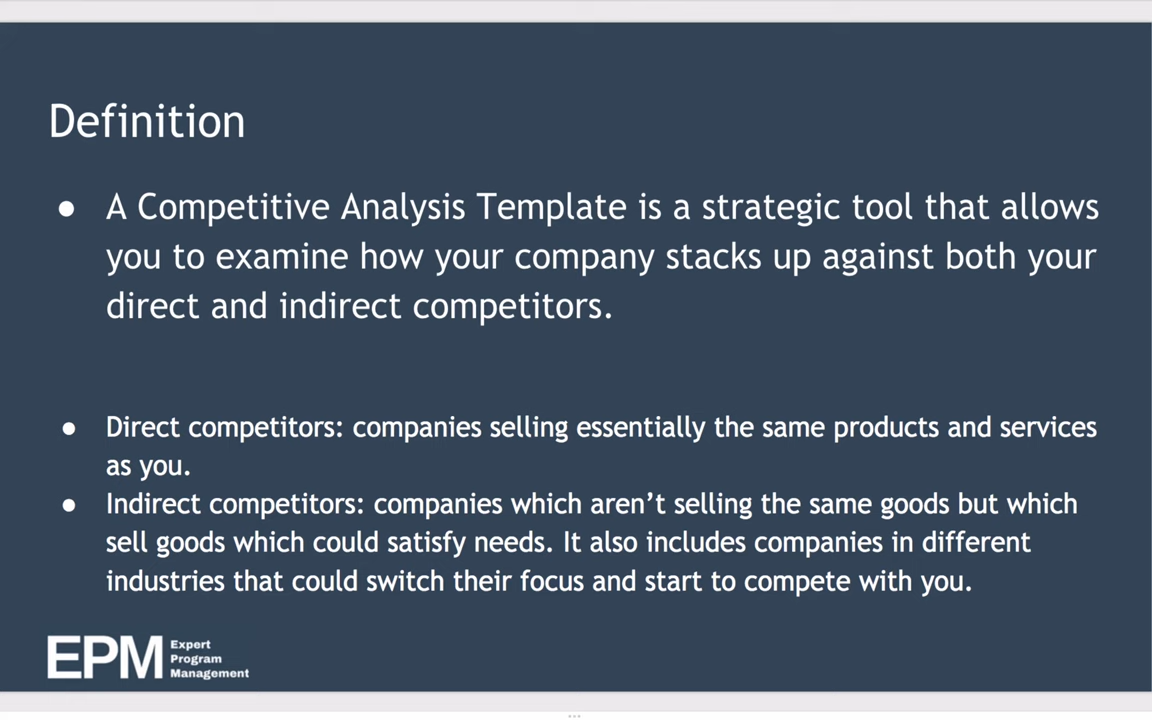 Definition
● A Competitive Analysis Template is a strategic tool that allows
you to examine how your company stacks up against both your
direct and indirect competitors.
● Direct competitors: companies selling essentially the same products and services
as you.
● Indirect competitors: companies which aren’t selling the same goods but which
sell goods which could satisfy needs. It also includes companies in different
industries that could switch their focus and start to compete with you.
EPM
Expert
Program
Management